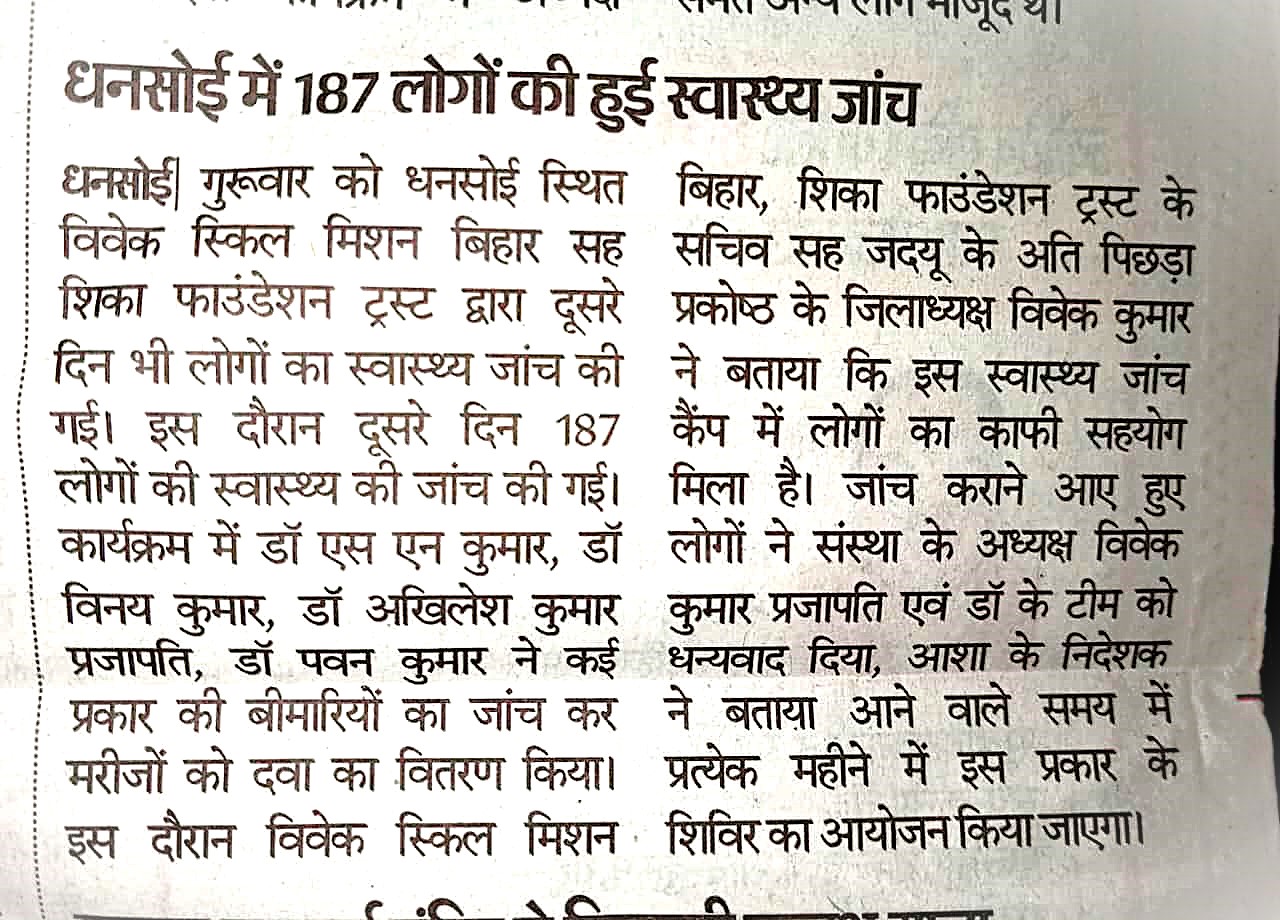 समेत अन्य लोग मौजूद थे।
धनसोई में 187 लोगों की हुई स्वास्थ्य जांच
धनसोई| गुरूवार को धनसोई स्थित
विवेक स्किल मिशन बिहार सह
शिका फाउंडेशन ट्रस्ट द्वारा दूसरे
दिन भी लोगों का स्वास्थ्य जांच की
गई। इस दौरान दूसरे दिन 187
लोगों की स्वास्थ्य की जांच की गई।
कार्यक्रम में डॉ एस एन कुमार, डॉ
विनय कुमार, डॉ अखिलेश कुमार
प्रजापति, डॉ पवन कुमार ने कई
प्रकार की बीमारियों का जांच कर
मरीजों को दवा का वितरण किया।
इस दौरान विवेक स्किल मिशन
बिहार, शिका फाउंडेशन ट्रस्ट के
सचिव सह जदयू के अति पिछड़ा
प्रकोष्ठ के जिलाध्यक्ष विवेक कुमार
ने बताया कि इस स्वास्थ्य जांच
कैंप में लोगों का काफी सहयोग
मिला है। जांच कराने आए हुए
लोगों ने संस्था के अध्यक्ष विवेक
कुमार प्रजापति एवं डॉ के टीम को
धन्यवाद दिया, आशा के निदेशक
ने बताया आने वाले समय में
प्रत्येक महीने में इस प्रकार के
शिविर का आयोजन किया जाएगा।